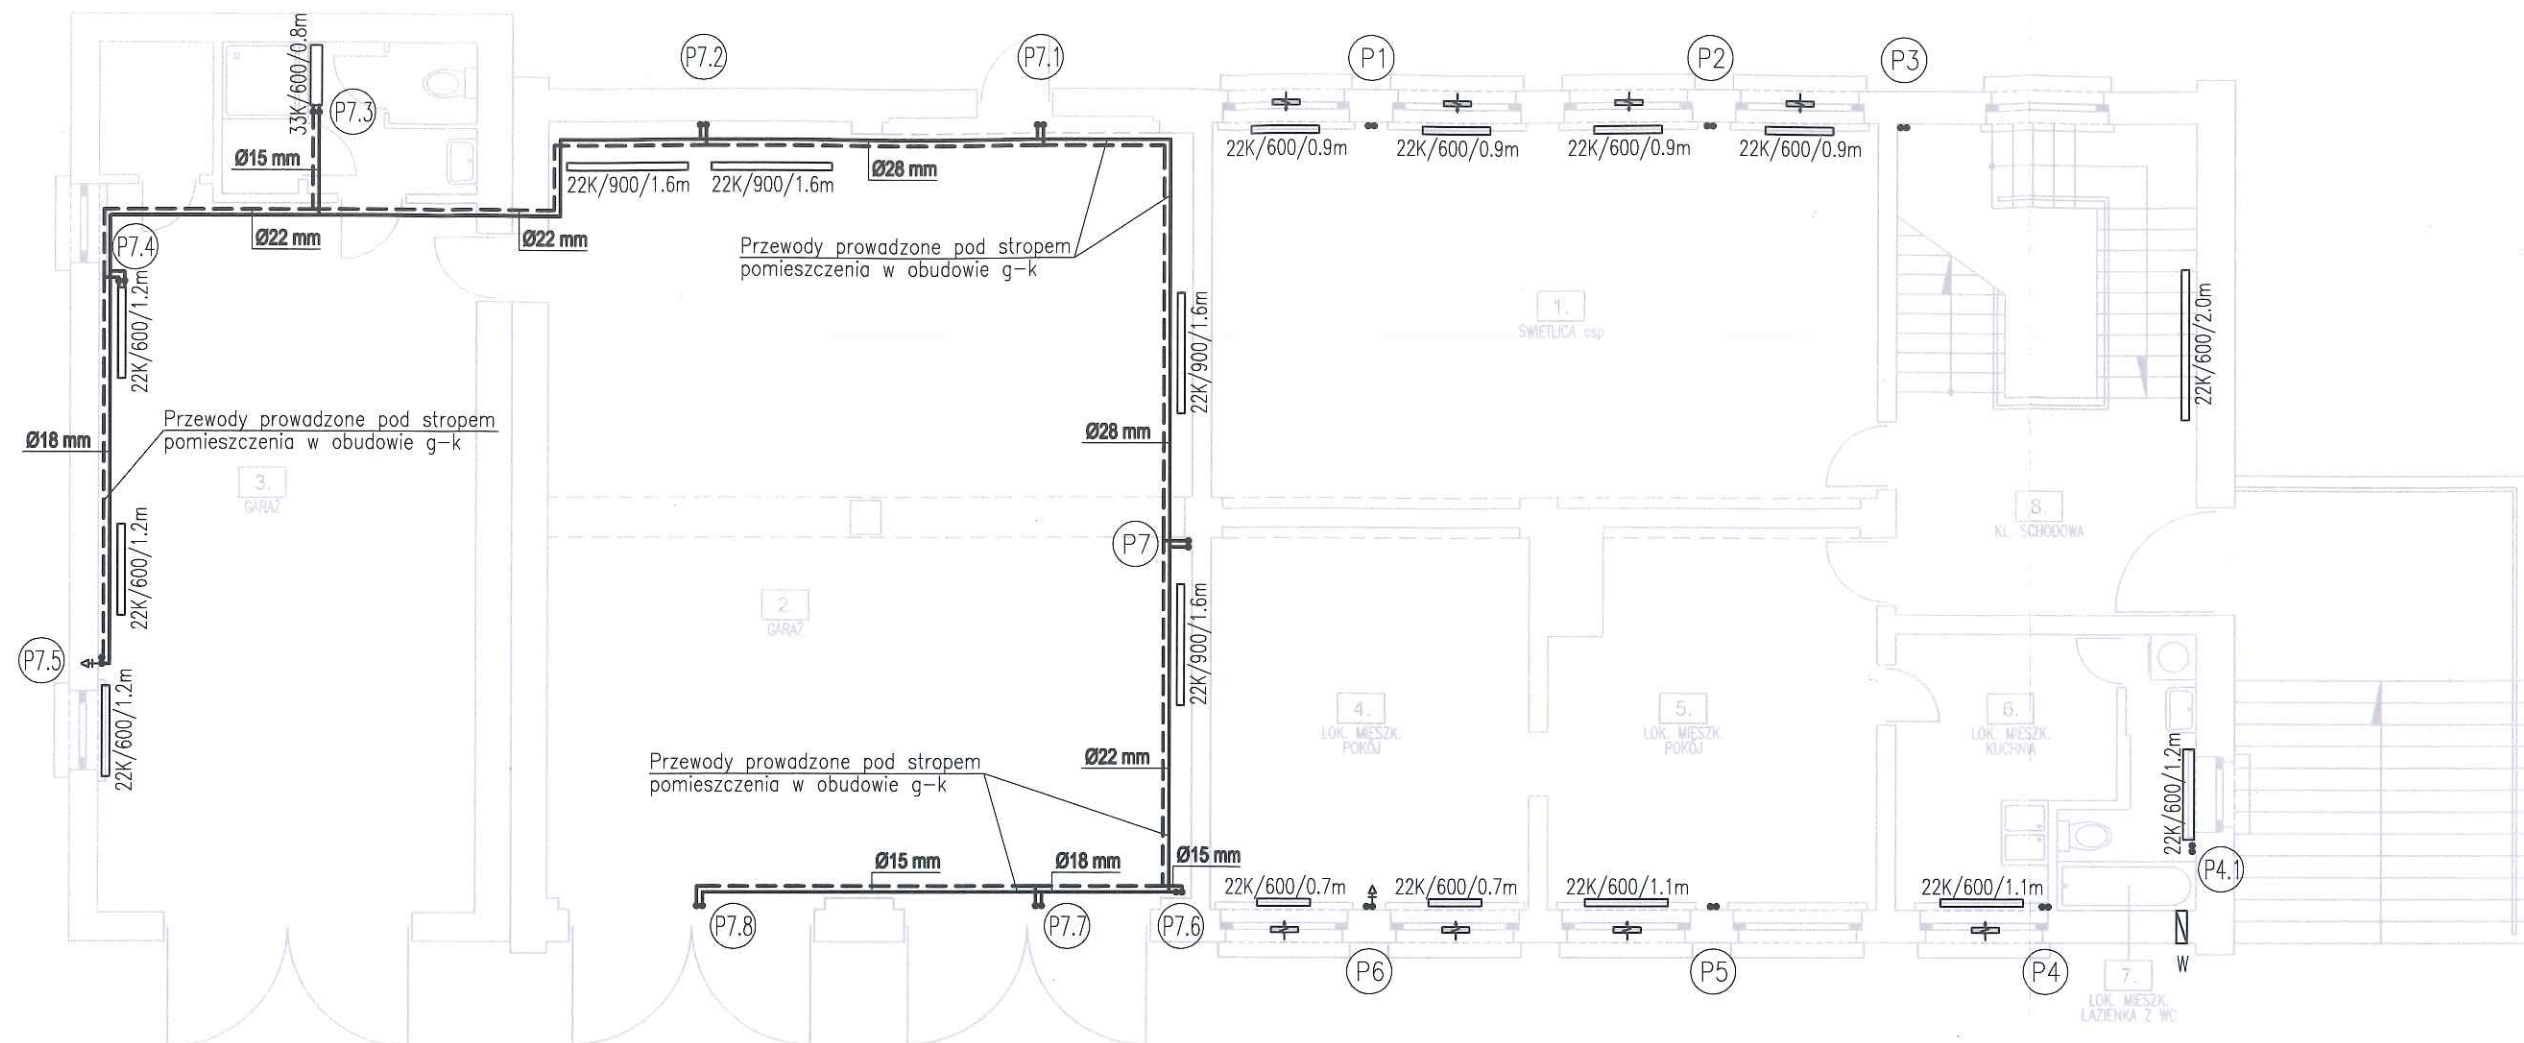 P7.2
P7.1
P1
P2
P3
33K/600/0.8m
P7.3
Ø15 mm
22K/900/1.6m
22K/900/1.6m
Ø28 mm
22K/600/0.9m
22K/600/0.9m
22K/600/0.9m
22K/600/0.9m
P7.4
Ø22 mm
Ø22 mm
Przewody prowadzone pod stropem
pomieszczenia w obudowie g-k
22K/600/1.2m
22K/900/1.6m
1.
ŚWIETLICA osp
22K/600/2.0m
Przewody prowadzone pod stropem
pomieszczenia w obudowie g-k
Ø18 mm
Ø28 mm
3.
GARAŻ
8.
KL. SCHODOWA
22K/600/1.2m
P7
2.
GARAŻ
22K/900/1.6m
P7.5
22K/600/1.2m
4.
LOK. MIESZK.
POKÓJ
5.
LOK. MIESZK.
POKÓJ
6.
LOK. MIESZK.
KUCHNIA
Przewody prowadzone pod stropem
pomieszczenia w obudowie g-k
Ø22 mm
22K/600/1.2m
Ø15 mm
Ø18 mm
Ø15 mm
P4.1
22K/600/0.7m
22K/600/0.7m
22K/600/1.1m
22K/600/1.1m
P7.8
P7.7
P7.6
P6
P5
P4
W
7.
LOK. MIESZK.
ŁAZIENKA Z WC